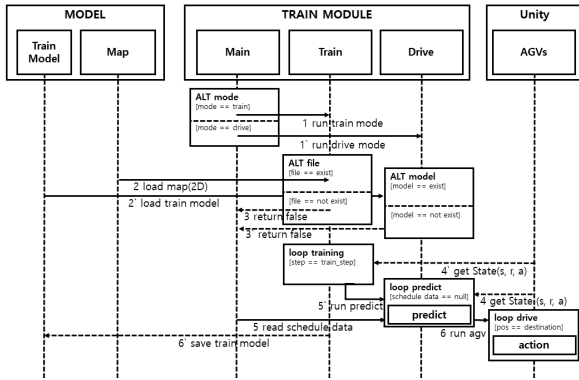 MODEL
TRAIN MODULE
Unity
Train Model
Map
Main
Train
Drive
AGVs
ALT mode
[mode == train]
1 run train mode
[mode == drive]
1` run drive mode
ALT file
[file == exist]
2 load map(2D)
ALT model
[model == exist]
2` load train model
[file == not exist]
3 return false
[model == not exist]
3` return false
loop training
[step == train_step]
4` get State(s, r, a)
loop predict
[schedule data == null]
5` run predict
4 get State (s, r, a)
predict
loop drive
[pos == destination]
5 read schedule data
6 run agv
action
6` save train model